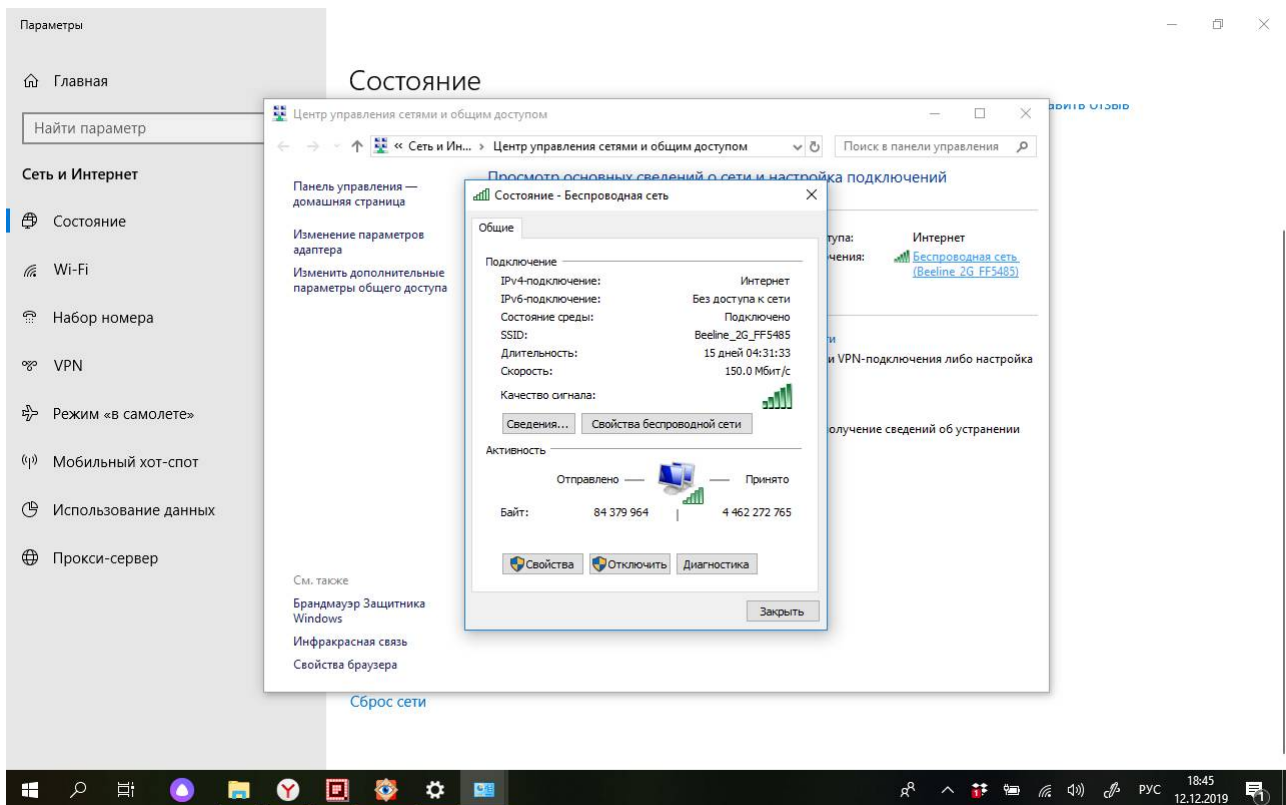 Параметры
Главная
Найти параметр
Сеть и Интернет
Состояние
Wi-Fi
Набор номера
VPN
Режим «в самолете»
Мобильный хот-спот
Использование данных
Прокси-сервер
Состояние
Центр управления сетями и общим доступом
« Сеть и Ин... › Центр управления сетями и общим доступом
Поиск в панели управления
Панель управления —
домашняя страница
Изменение параметров
адаптера
Изменить дополнительные
параметры общего доступа
См. также
Брандмауэр Защитника
Windows
Инфракрасная связь
Свойства браузера
Просмотр основных сведений о сети и настройка подключений
Интернет
Беспроводная сеть
(Beeline_2G_FF5485)
и VPN-подключения либо настройка
получение сведений об устранении
Состояние - Беспроводная сеть
Общие
Подключение
IPv4-подключение: Интернет
IPv6-подключение: Без доступа к сети
Состояние среды: Подключено
SSID: Beeline_2G_FF5485
Длительность: 15 дней 04:31:33
Скорость: 150.0 Мбит/с
Качество сигнала:
Сведения... Свойства беспроводной сети
Активность
Отправлено — — Принято
Байт: 84 379 964 | 4 462 272 765
Свойства Отключить Диагностика
Закрыть
Сброс сети
РУС
18:45
12.12.2019